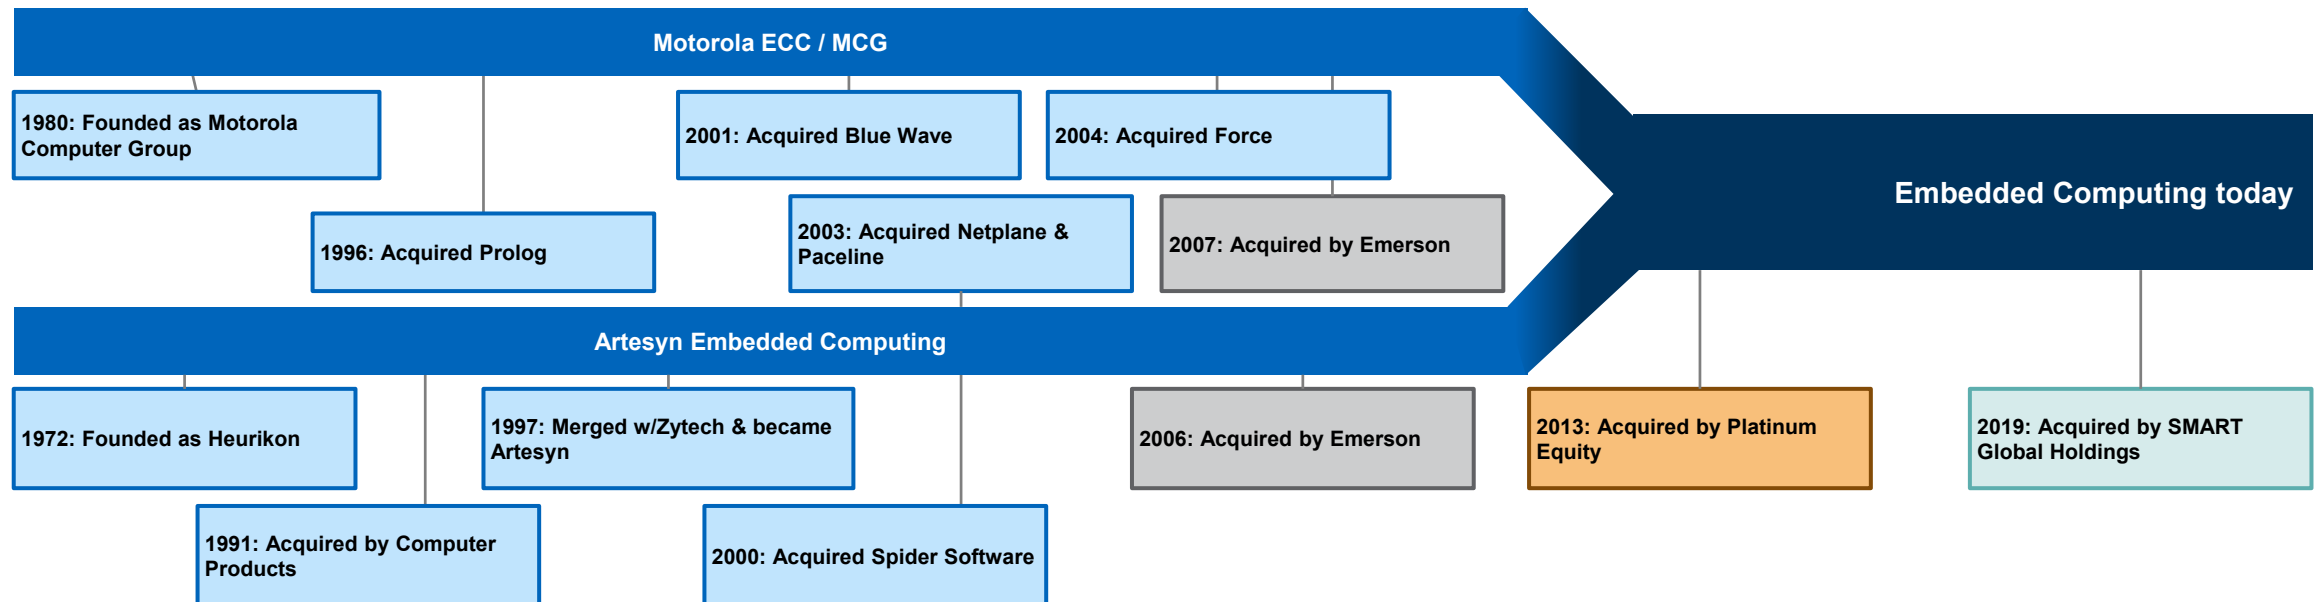 Motorola ECC / MCG
1980: Founded as Motorola
Computer Group
2001: Acquired Blue Wave
2004: Acquired Force
1996: Acquired Prolog
2003: Acquired Netplane &
Paceline
2007: Acquired by Emerson
Embedded Computing today
Artesyn Embedded Computing
1972: Founded as Heurikon
1997: Merged w/Zytech & became
Artesyn
2006: Acquired by Emerson
2013: Acquired by Platinum
Equity
2019: Acquired by SMART
Global Holdings
1991: Acquired by Computer
Products
2000: Acquired Spider Software